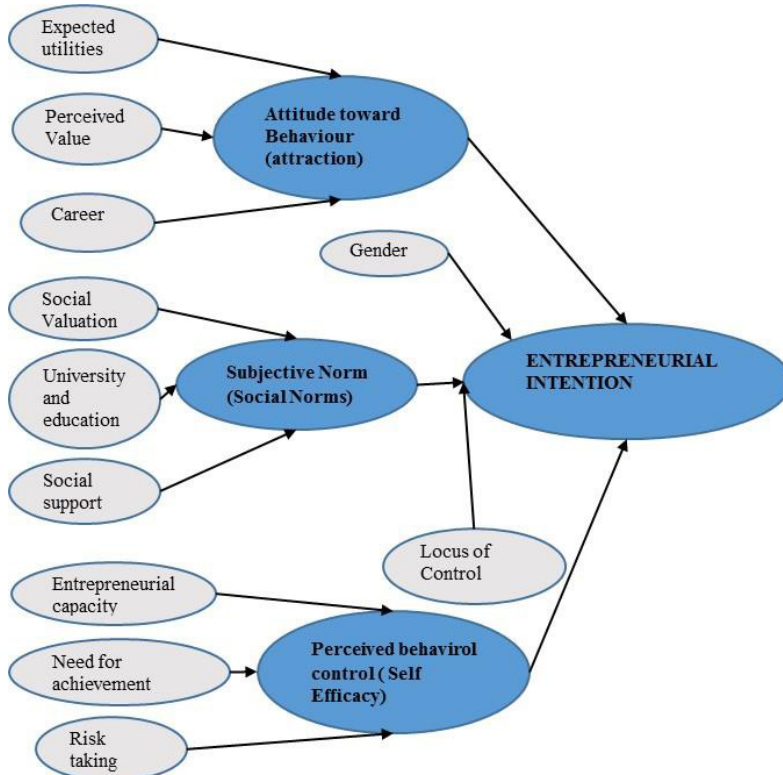 Expected
utilities
Attitude toward
Behaviour
(attraction)
Perceived
Value
Career
Gender
Social
Valuation
ENTREPRENEURIAL
INTENTION
Subjective Norm
(Social Norms)
University
and
education
Social
support
Locus of
Control
Entrepreneurial
capacity
Perceived behavirol
control ( Self
Efficacy)
Need for
achievement
Risk
taking